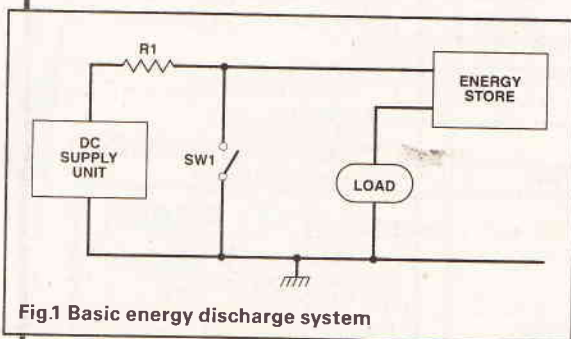 R1
ENERGY
STORE
DC
SUPPLY
UNIT
SW1
LOAD
Fig.1 Basic energy discharge system